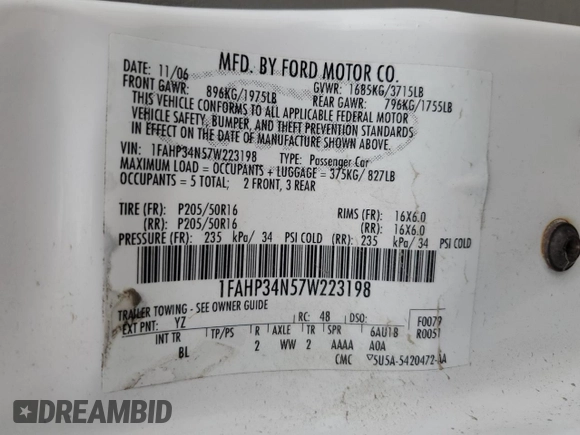 MFD. BY FORD MOTOR CO.
DATE: 11/06 GVWR: 1685KG/3715LB
FRONT GAWR: 896KG/1975LB REAR GAWR: 796KG/1755LB
THIS VEHICLE CONFORMS TO ALL APPLICABLE FEDERAL MOTOR
VEHICLE SAFETY, BUMPER, AND THEFT PREVENTION STANDARDS
IN EFFECT ON THE DATE OF MANUFACTURE SHOWN ABOVE.
VIN: 1FAHP34N57W223198 TYPE: Passenger Car
MAXIMUM LOAD = OCCUPANTS + LUGGAGE = 375KG/ 827LB
OCCUPANTS = 5 TOTAL; 2 FRONT, 3 REAR
TIRE (FR): P205/50R16 RIMS (FR): 16X6.0
(RR): P205/50R16 (RR): 16X6.0
PRESSURE (FR): 235 kPa/ 34 PSI COLD (RR): 235 kPa/ 34 PSI COLD
1FAHP34N57W223198
TRAILER TOWING - SEE OWNER GUIDE
EXT PNT: YZ RC: 48 DSO: F0079
R0051
INT TR TP/PS R AXLE TR SPR 6AU18
BL 2 WW 2 AAAA AOA
CMC 5U5A-5420472-AA
DREAMBID